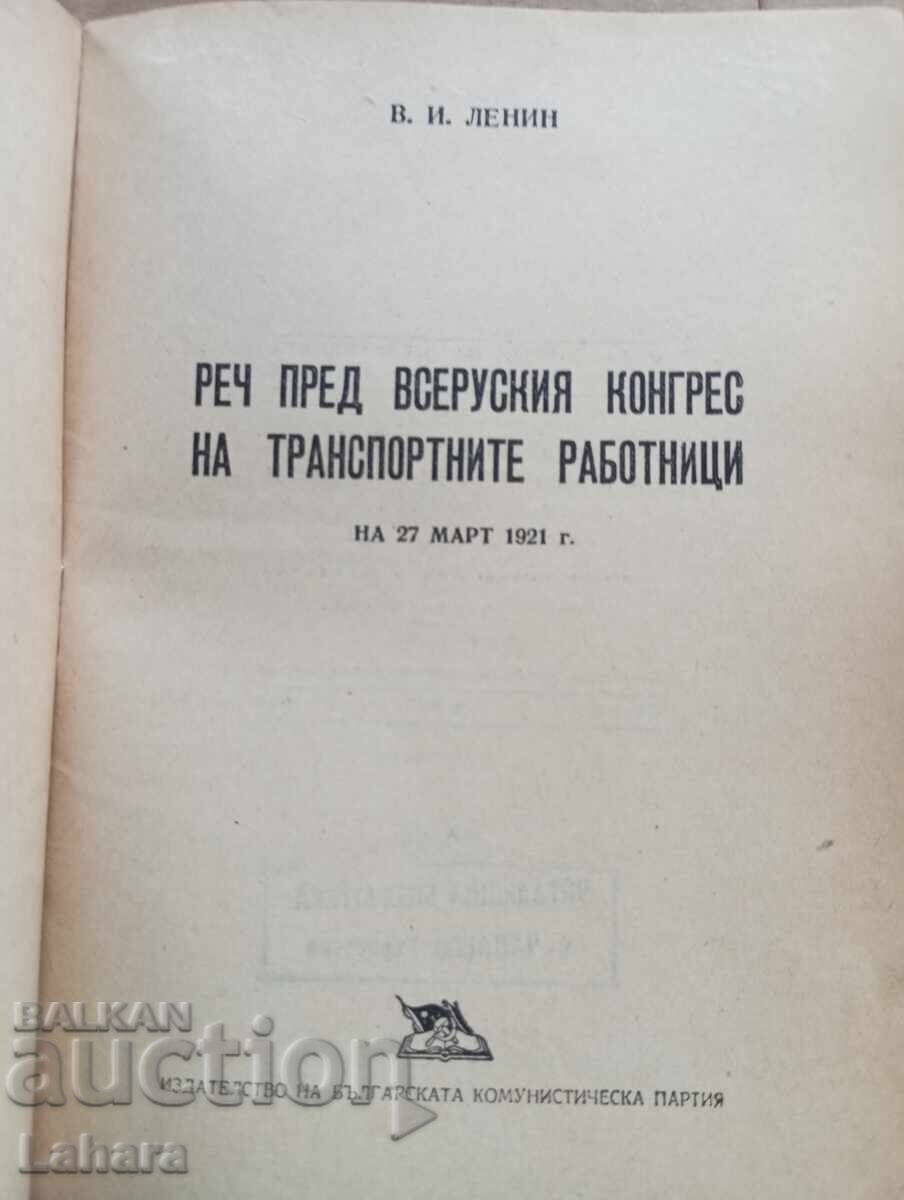 В. И. ЛЕНИН
РЕЧ ПРЕД ВСЕРУСКИЯ КОНГРЕС
НА ТРАНСПОРТНИТЕ РАБОТНИЦИ
НА 27 МАРТ 1921 г.
ИЗДАТЕЛСТВО НА БЪЛГАРСКАТА КОМУНИСТИЧЕСКА ПАРТИЯ
BALKAN
auction
Lahara